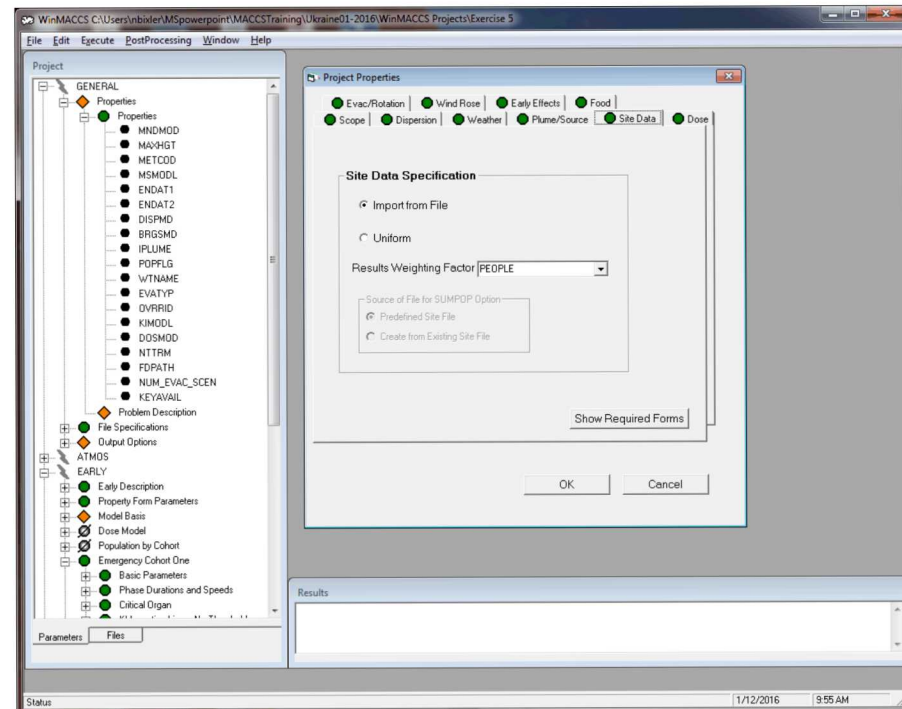 WinMACCS C:\Users\nbixler\MSpowerpoint\MACCSTraining\Ukraine01-2016\WinMACCS Projects\Exercise 5
File Edit Execute PostProcessing Window Help
Project
GENERAL
Properties
Properties
MNDMOD
MAXHGT
METCOD
MSMODL
ENDAT1
ENDAT2
DISPMD
BRGSMD
IPLUME
POPFLG
WTNAME
EVATYP
OVRRID
KIMODL
DOSMOD
NTTRM
FDPATH
NUM_EVAC_SCEN
KEYAVAIL
Problem Description
File Specifications
Output Options
ATMOS
EARLY
Early Description
Property Form Parameters
Model Basis
Dose Model
Population by Cohort
Emergency Cohort One
Basic Parameters
Phase Durations and Speeds
Critical Organ
Parameters Files
Project Properties
Evac/Rotation Wind Rose Early Effects Food
Scope Dispersion Weather Plume/Source Site Data Dose
Site Data Specification
Import from File
Uniform
Results Weighting Factor PEOPLE
Source of File for SUMPOP Option
Predefined Site File
Create from Existing Site File
Show Required Forms
OK Cancel
Results
Status 1/12/2016 9:55 AM